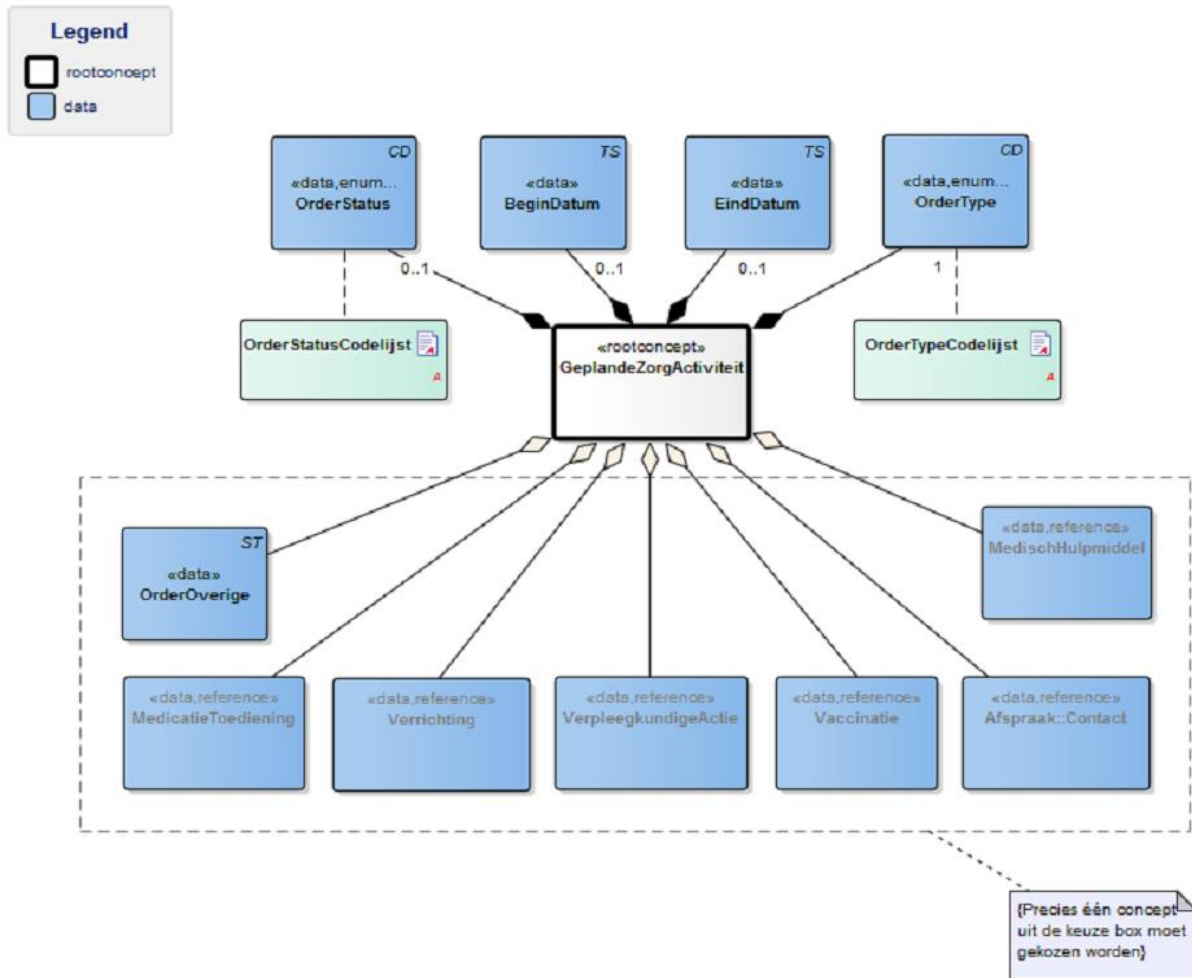 Legend
rootconcept
data
CD
«data,enum...
OrderStatus
TS
«data»
BeginDatum
TS
«data»
EindDatum
CD
«data,enum...
OrderType
0..1
0..1
0..1
1
OrderStatusCodelijst
A
«rootconcept»
GeplandeZorgActiviteit
OrderTypeCodelijst
A
ST
«data»
OrderOverige
«data,reference»
MedischHulpmiddel
«data,reference»
MedicatieToediening
«data,reference»
Verrichting
«data,reference»
VerpleegkundigeActie
«data,reference»
Vaccinatie
«data,reference»
Afspraak::Contact
{Precies één concept
uit de keuze box moet
gekozen worden}